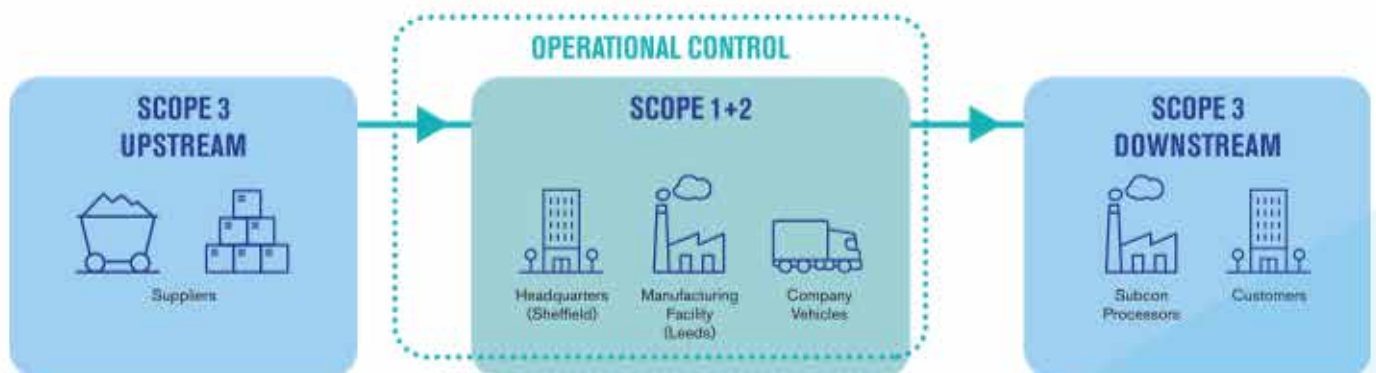 OPERATIONAL CONTROL
SCOPE 3
UPSTREAM
Suppliers
SCOPE 1+2
Headquarters
(Sheffield)
Manufacturing
Facility
(Leeds)
Company
Vehicles
SCOPE 3
DOWNSTREAM
Subcon
Processors
Customers